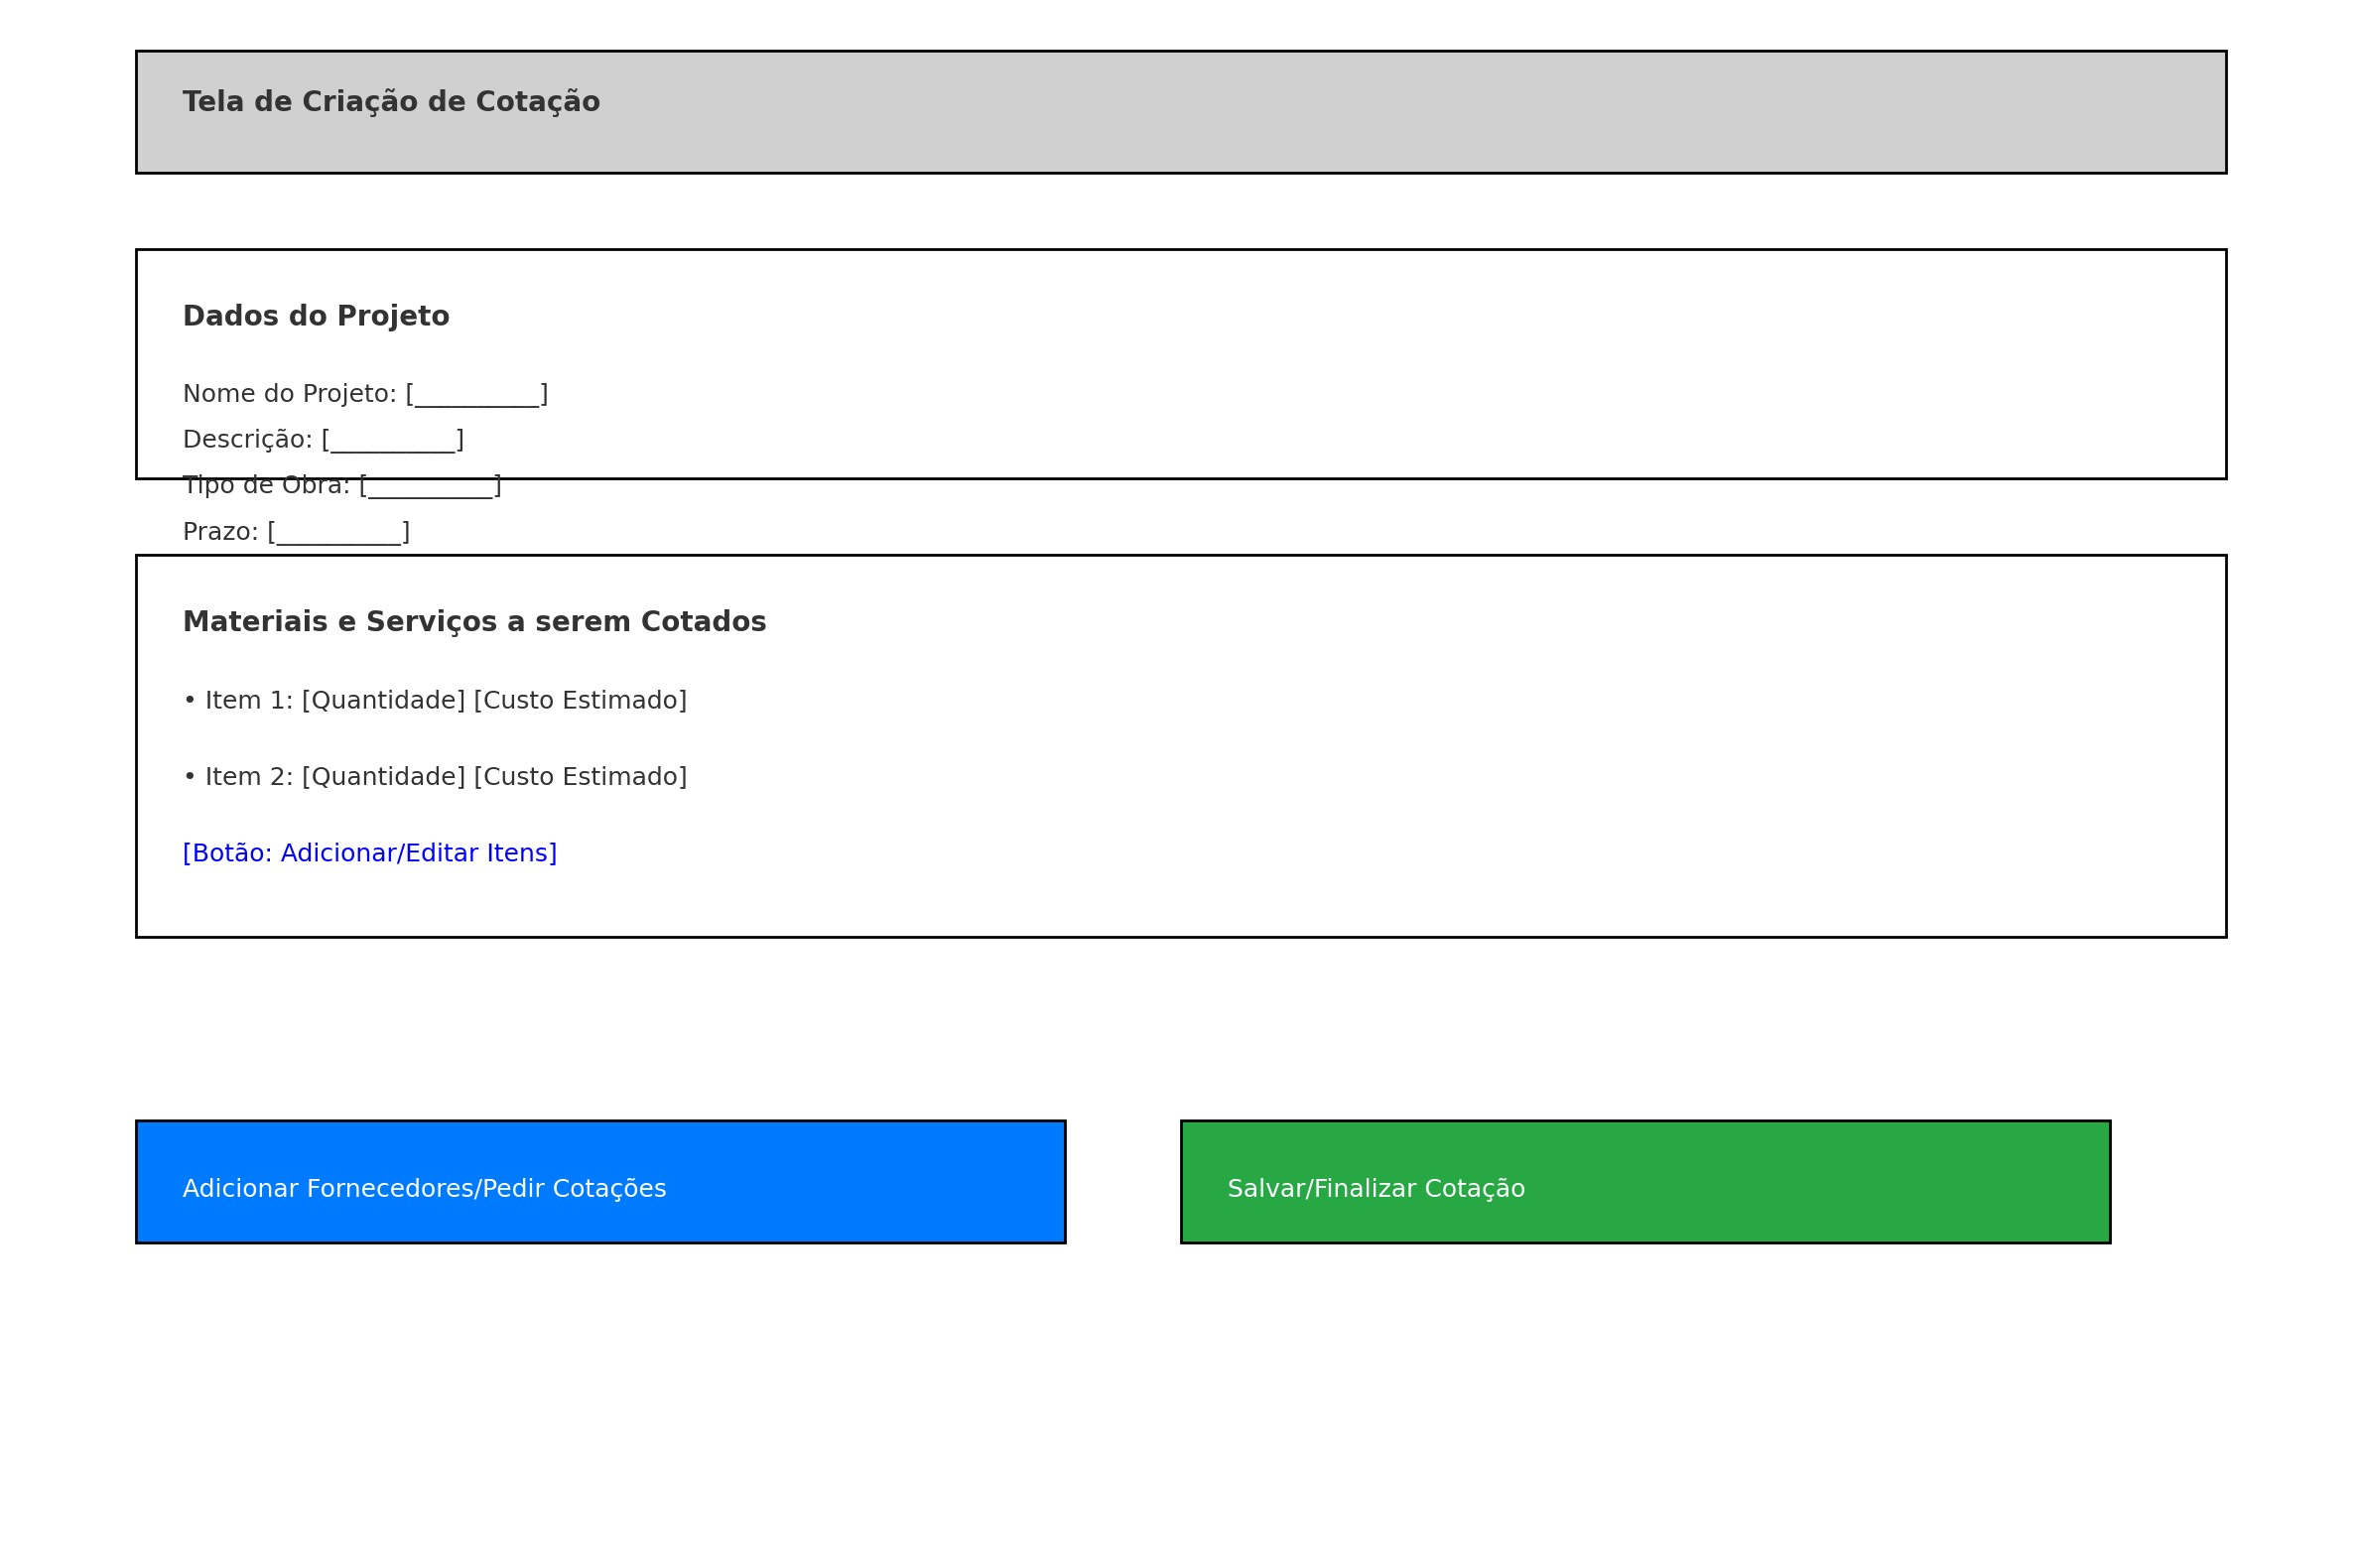 Tela de Criação de Cotação
Dados do Projeto
Nome do Projeto: [__________]
Descrição: [__________]
Tipo de Obra: [__________]
Prazo: [__________]
Materiais e Serviços a serem Cotados
• Item 1: [Quantidade] [Custo Estimado]
• Item 2: [Quantidade] [Custo Estimado]
[Botão: Adicionar/Editar Itens]
Adicionar Fornecedores/Pedir Cotações
Salvar/Finalizar Cotação